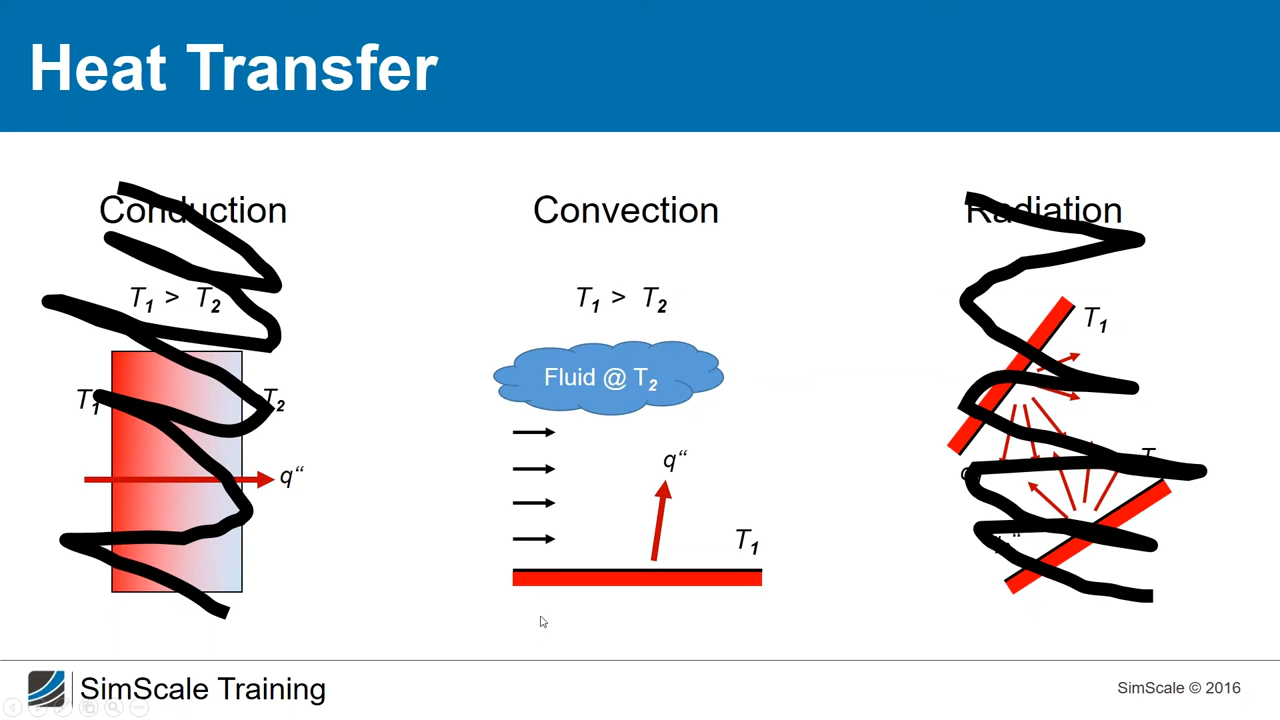 Heat Transfer
Conduction
T1 > T2
T1
T2
q“
Convection
T1 > T2
Fluid @ T2
q“
T1
Radiation
T1
SimScale Training
SimScale © 2016